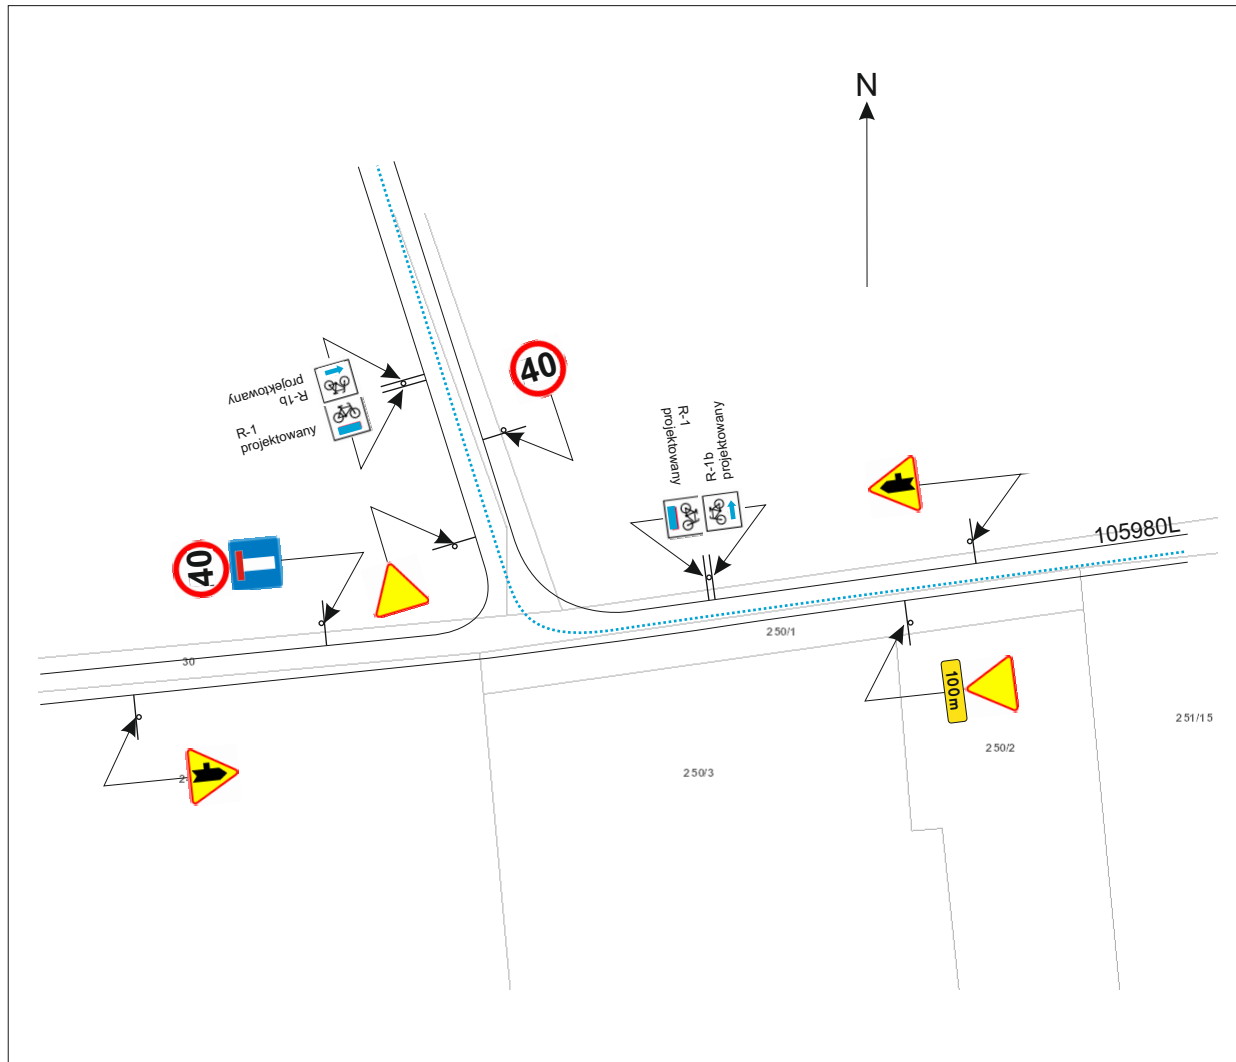 N
R-1b
projektowany
R-1
projektowany
40
R-1
projektowany
R-1b
projektowany
105980L
40
30
250/1
100m
250/2
251/15
250/3